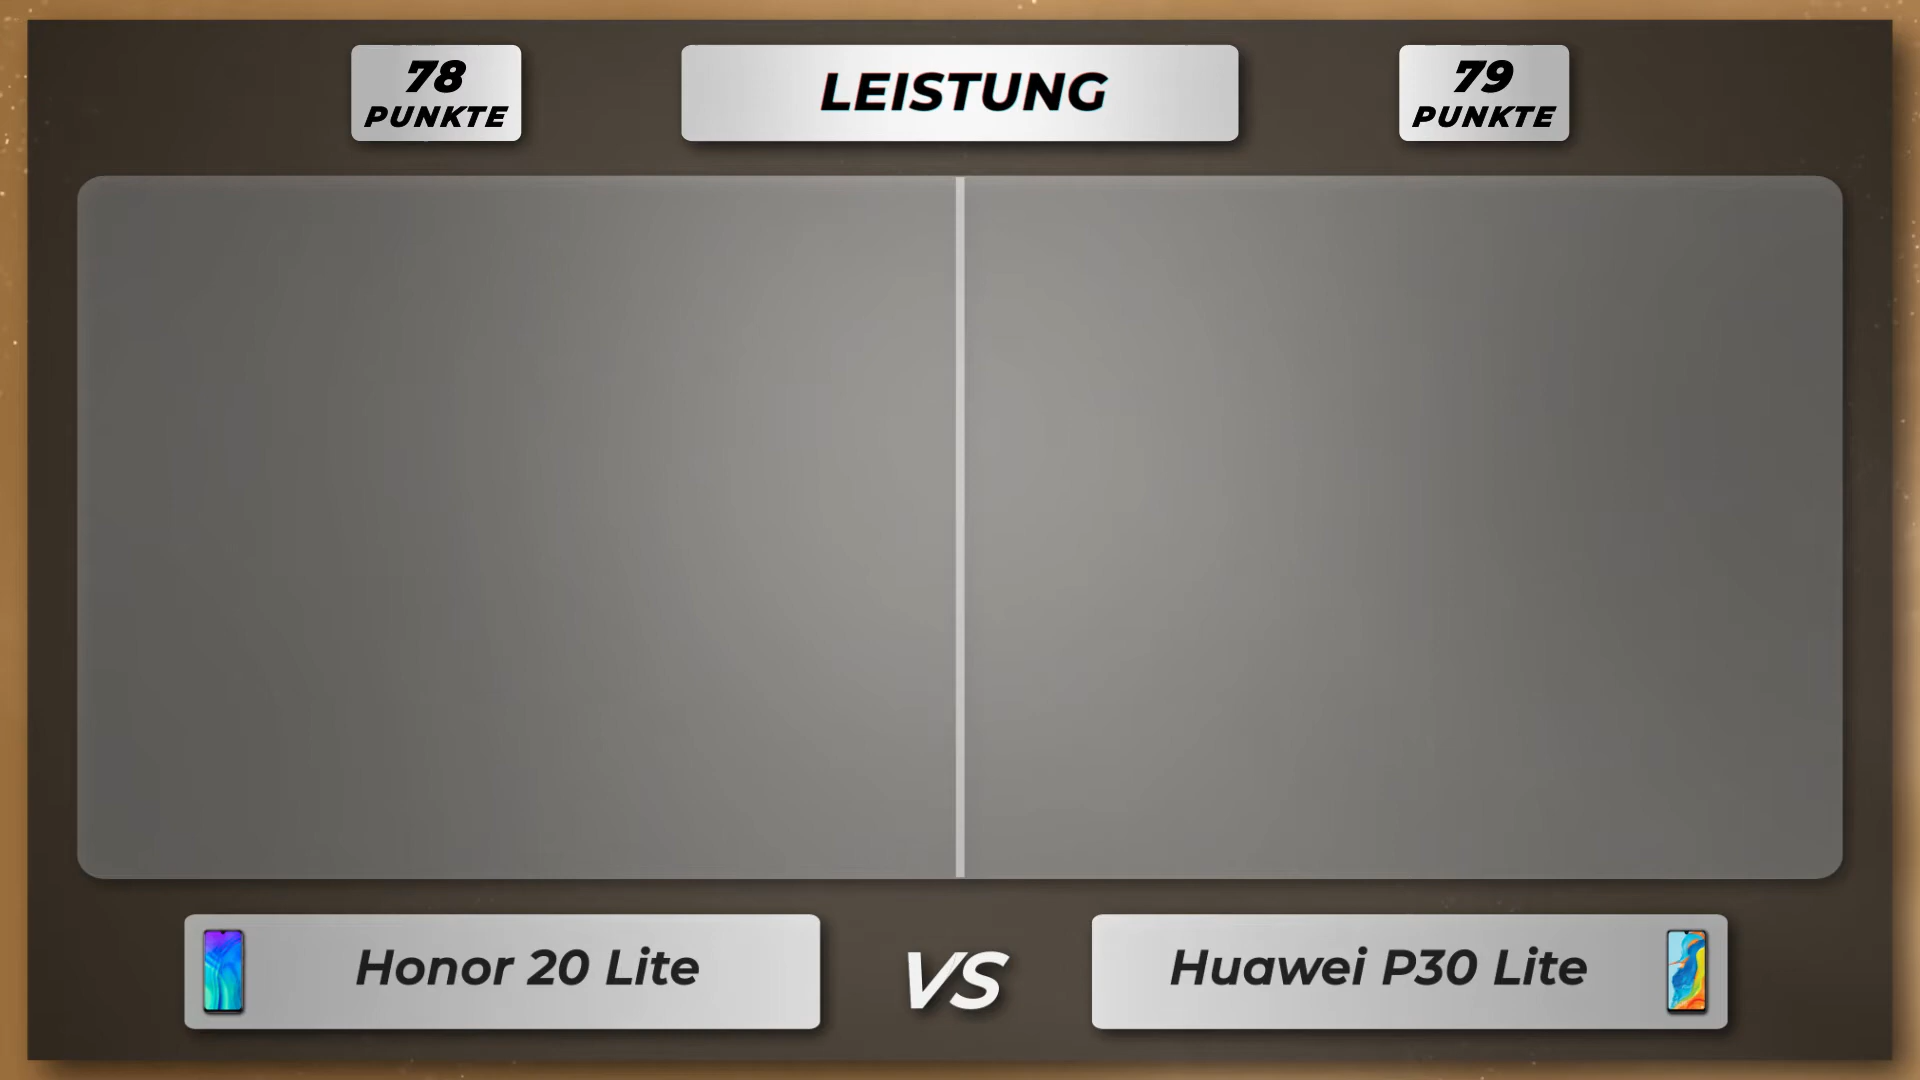 78
PUNKTE
LEISTUNG
79
PUNKTE
Honor 20 Lite
VS
Huawei P30 Lite